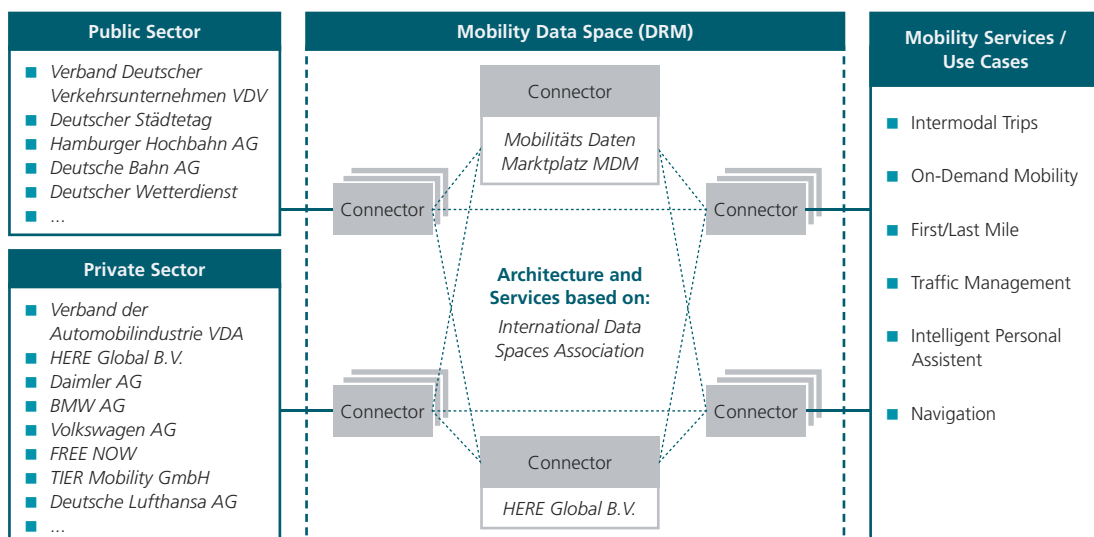 Public Sector
Verband Deutscher
Verkehrsunternehmen VDV
Deutscher Städtetag
Hamburger Hochbahn AG
Deutsche Bahn AG
Deutscher Wetterdienst
...
Private Sector
Verband der
Automobilindustrie VDA
HERE Global B.V.
Daimler AG
BMW AG
Volkswagen AG
FREE NOW
TIER Mobility GmbH
Deutsche Lufthansa AG
...
Mobility Data Space (DRM)
Connector
Mobilitäts Daten
Marktplatz MDM
Connector
Connector
Architecture and
Services based on:
International Data
Spaces Association
Connector
Connector
Connector
HERE Global B.V.
Mobility Services /
Use Cases
Intermodal Trips
On-Demand Mobility
First/Last Mile
Traffic Management
Intelligent Personal
Assistent
Navigation